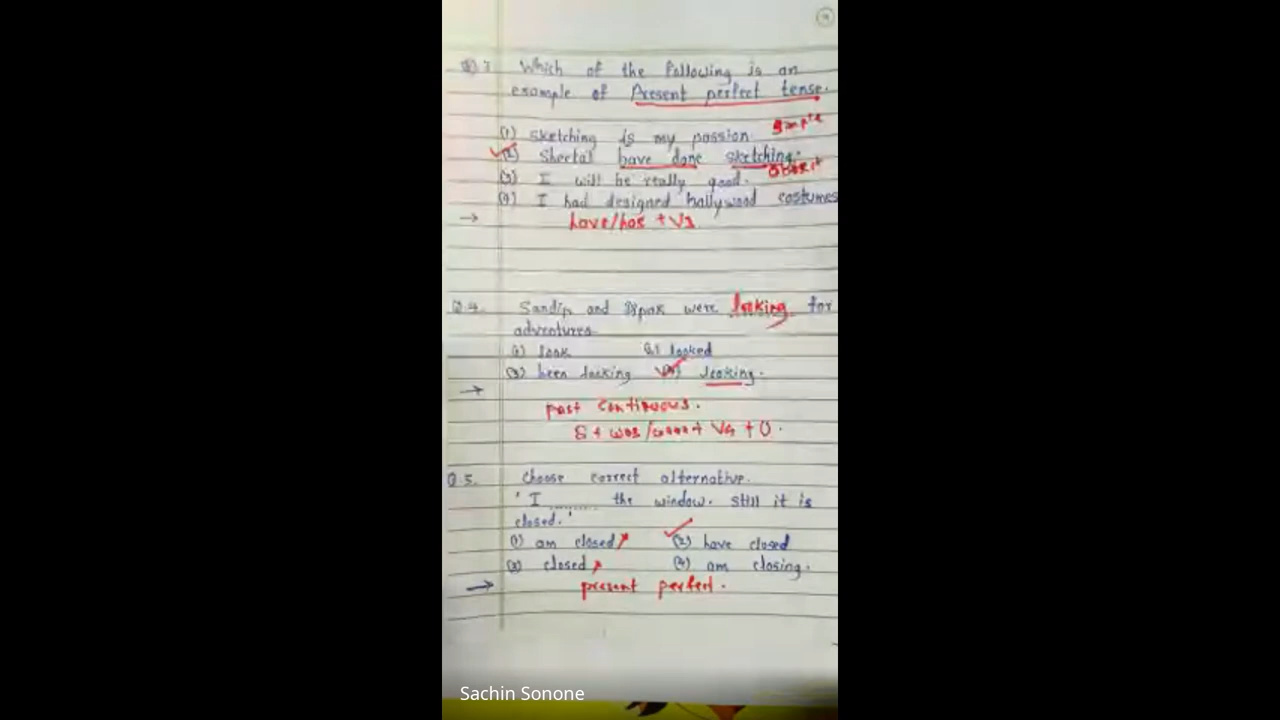 Which of the following is an
example of Present perfect tense.
(1) Sketching is my passion. simple
(2) Sheetal have done sketching.
(3) I will be really good.
(4) I had designed hollywood costumes
→ have/has + V3
Q.4. Sandip and Dipak were looking for
adventures.
(1) look (2) looked
(3) been looking (4) looking.
→
past continuous.
S + was/were + V4 + O.
Q.5. Choose correct alternative.
'I ........ the window. Still it is
closed.'
(1) am closed (2) have closed
(3) closed (4) am closing.
→ present perfect.
Sachin Sonone